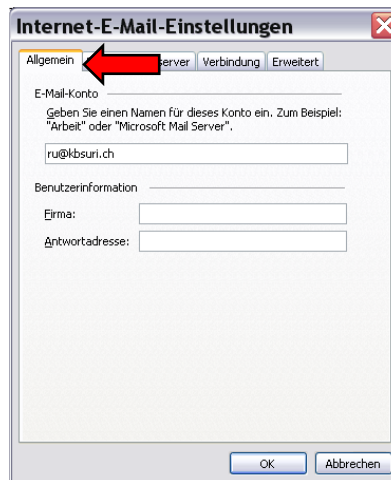 Internet-E-Mail-Einstellungen
Allgemein server Verbindung Erweitert
E-Mail-Konto
Geben Sie einen Namen für dieses Konto ein. Zum Beispiel:
"Arbeit" oder "Microsoft Mail Server".
ru@kbsuri.ch
Benutzerinformation
Firma:
Antwortadresse:
OK Abbrechen